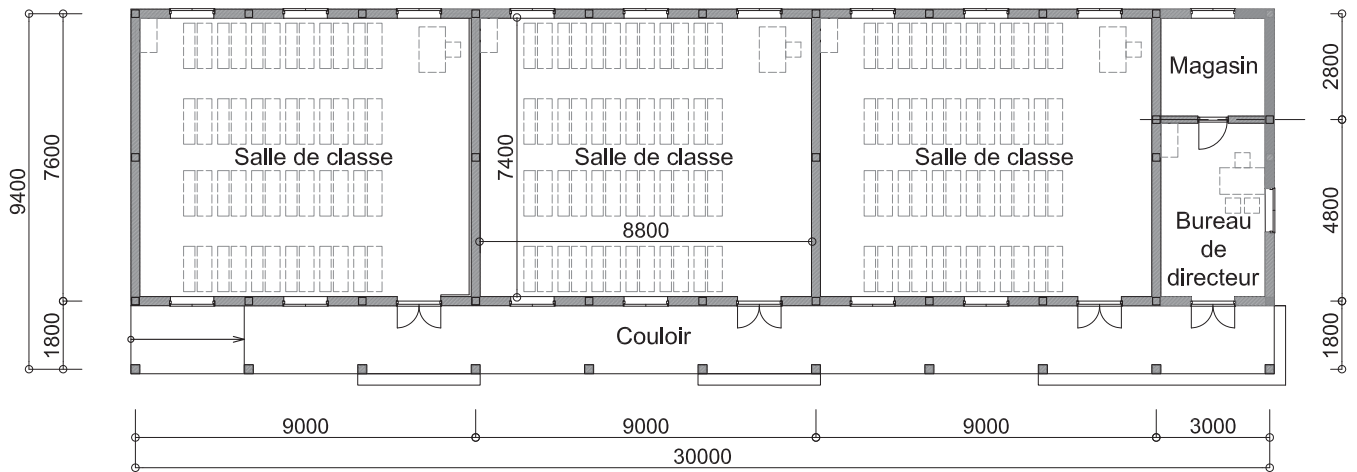 Magasin
2800
9400
7600
Salle de classe
7400
Salle de classe
Salle de classe
4800
8800
Bureau
de
directeur
1800
Couloir
1800
9000
9000
9000
3000
30000